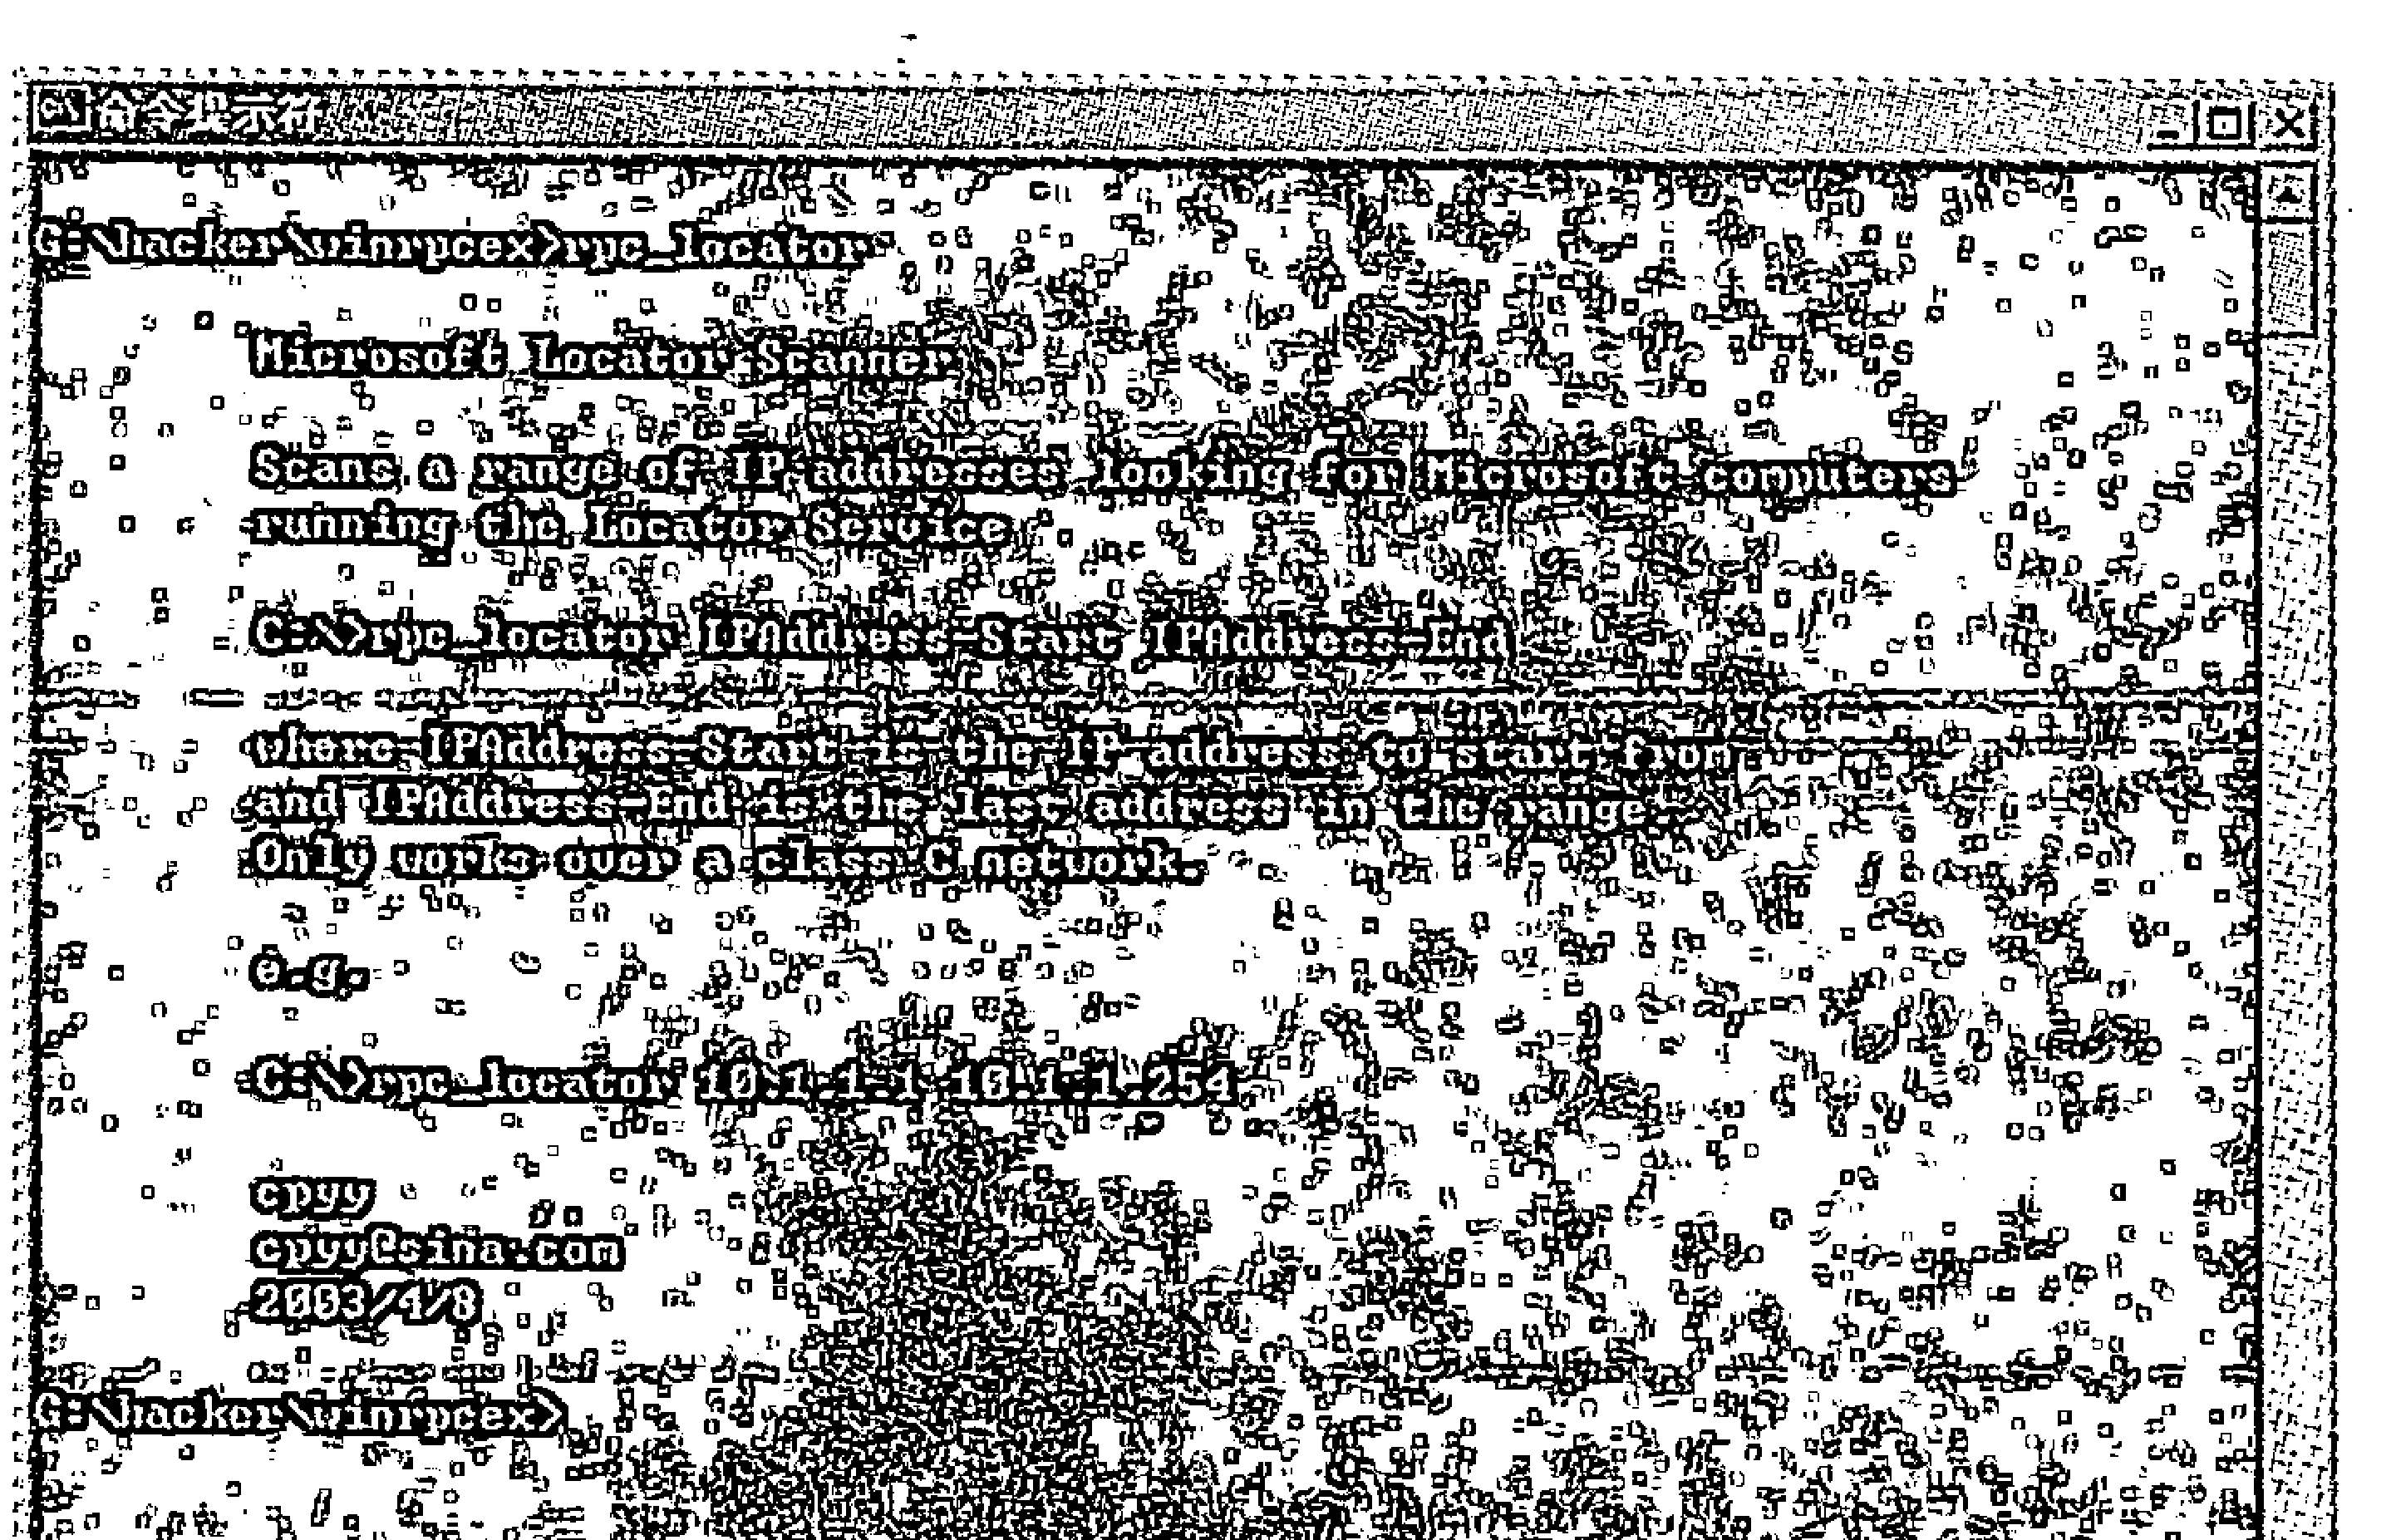 命令提示符
G:\hacker\winrpcex>rpc_locator
Microsoft Locator Scanner
Scans a range of IP addresses looking for Microsoft computers
running the Locator Service
C:\>rpc_locator IPAddress-Start IPAddress-End
where IPAddress-Start is the IP address to start from
and IPAddress-End is the last address in the range.
Only works over a class C network.
e.g.
C:\>rpc_locator 10.1.1.1 10.1.1.254
cpyy
cpyy@sina.com
2003/4/8
G:\hacker\winrpcex>